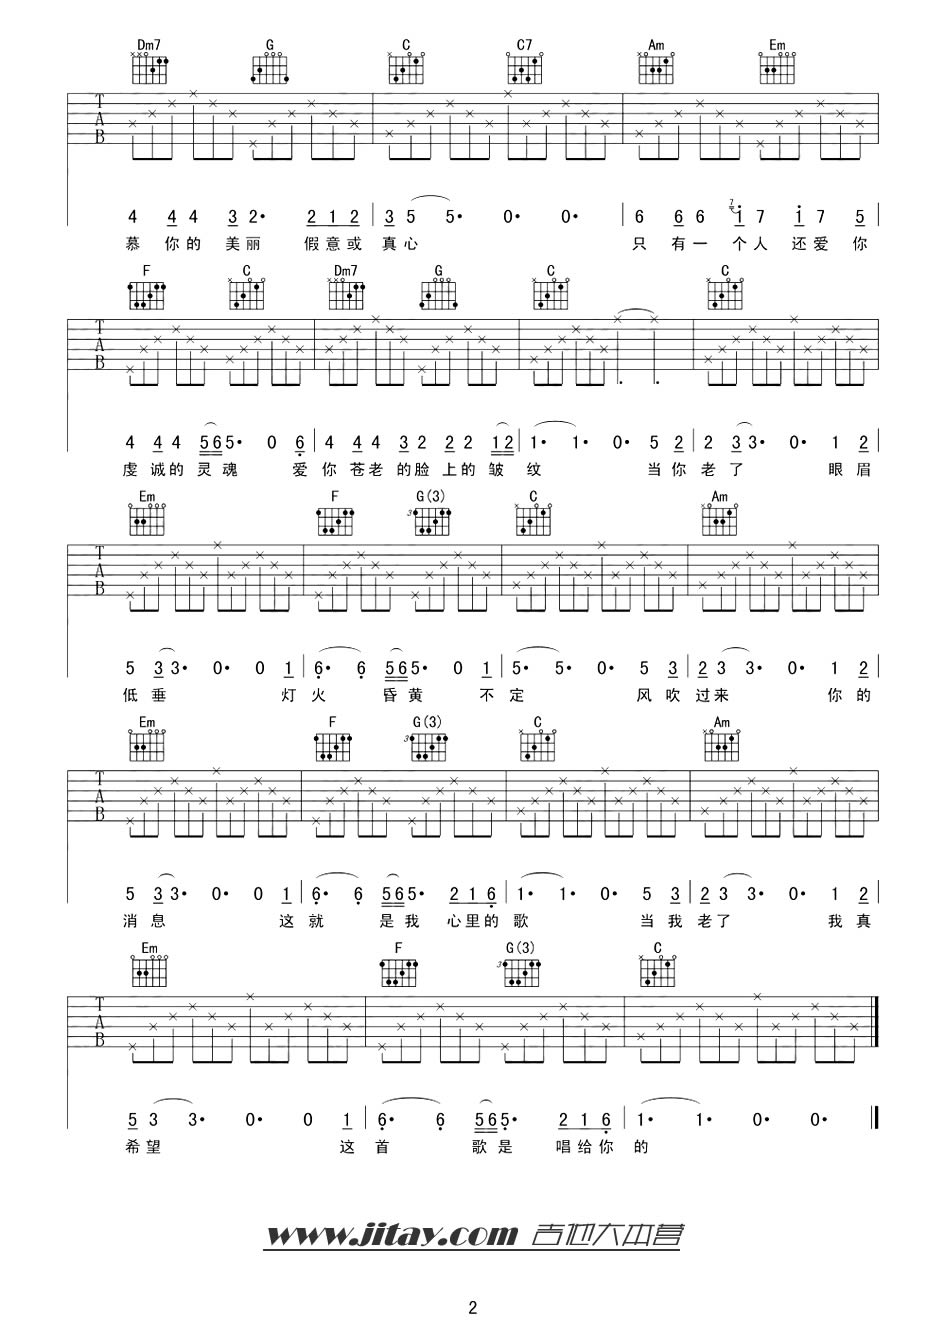 Dm7 G C C7 Am Em
T
A
B
4 4 4 3 2· 2 1 2 3 5 5· 0· 0· 6 6 6 7 1 7 1 7 5
慕 你 的 美 丽 假 意 或 真 心 只 有 一 个 人 还 爱 你
F C Dm7 G C C
T
A
B
4 4 4 5 6 5· 0 6 4 4 4 3 2 2 2 1 2 1· 1· 0· 5 2 2 3 3· 0· 1 2
虔 诚 的 灵 魂 爱 你 苍 老 的 脸 上 的 皱 纹 当 你 老 了 眼 眉
Em F G(3) C Am
3
T
A
B
5 3 3· 0· 0 1 6· 6 5 6 5· 0 1 5· 5· 0· 5 3 2 3 3· 0· 1 2
低 垂 灯 火 昏 黄 不 定 风 吹 过 来 你 的
Em F G(3) C Am
3
T
A
B
5 3 3· 0· 0 1 6· 6 5 6 5· 2 1 6 1· 1· 0· 5 3 2 3 3· 0· 1 2
消 息 这 就 是 我 心 里 的 歌 当 我 老 了 我 真
Em F G(3) C
3
T
A
B
5 3 3· 0· 0 1 6· 6 5 6 5· 2 1 6 1· 1· 0· 0·
希 望 这 首 歌 是 唱 给 你 的
www.jitay.com 吉他大本营
2